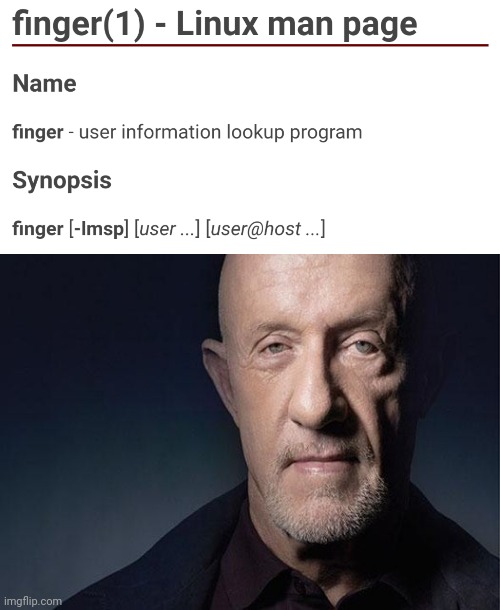 finger(1) - Linux man page
Name
finger - user information lookup program
Synopsis
finger [-lmsp] [user ...] [user@host ...]
imgflip.com